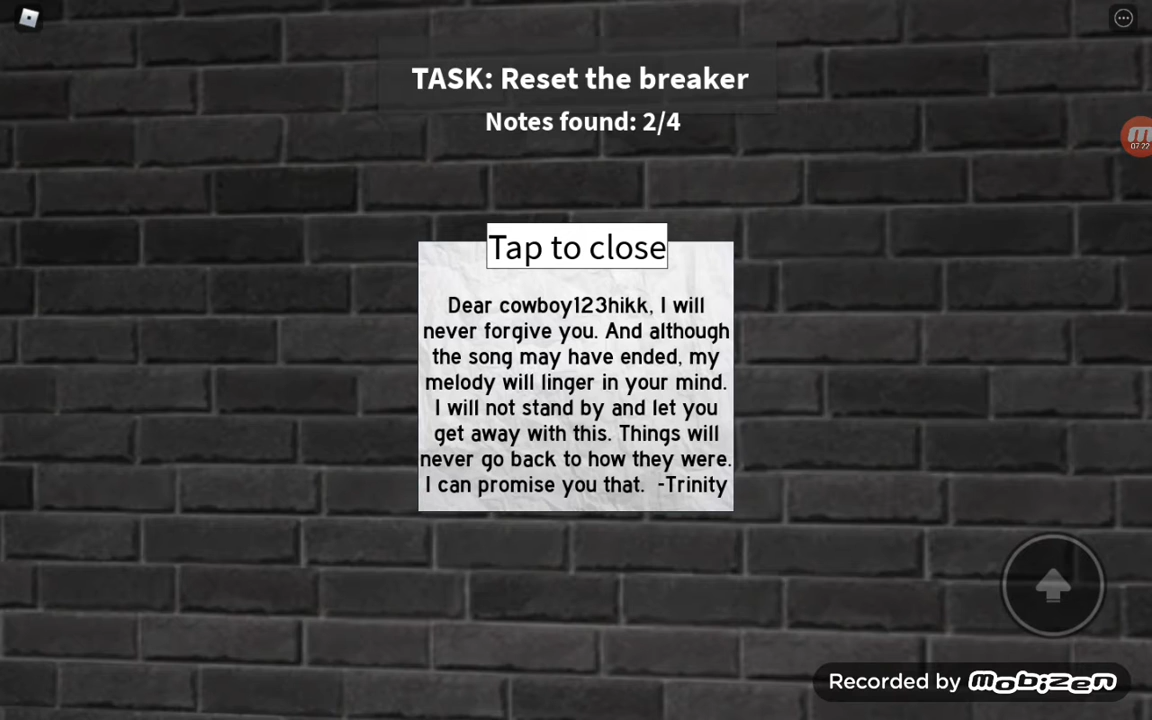 TASK: Reset the breaker
Notes found: 2/4
07:22
Tap to close
Dear cowboy123hikk, I will
never forgive you. And although
the song may have ended, my
melody will linger in your mind.
I will not stand by and let you
get away with this. Things will
never go back to how they were.
I can promise you that.  -Trinity
Recorded by mobizen